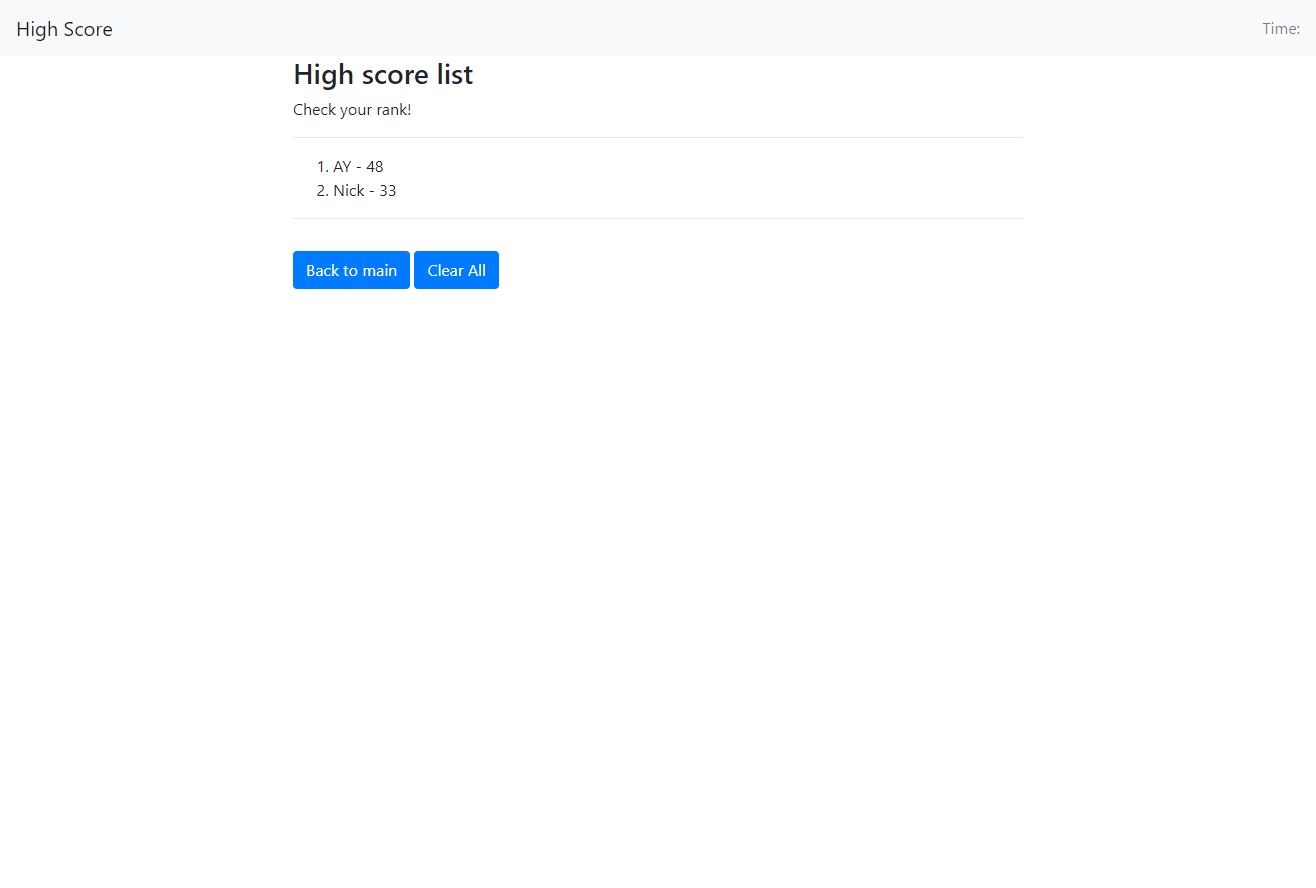 High Score
Time:
High score list
Check your rank!
1. AY - 48
2. Nick - 33
Back to main
Clear All